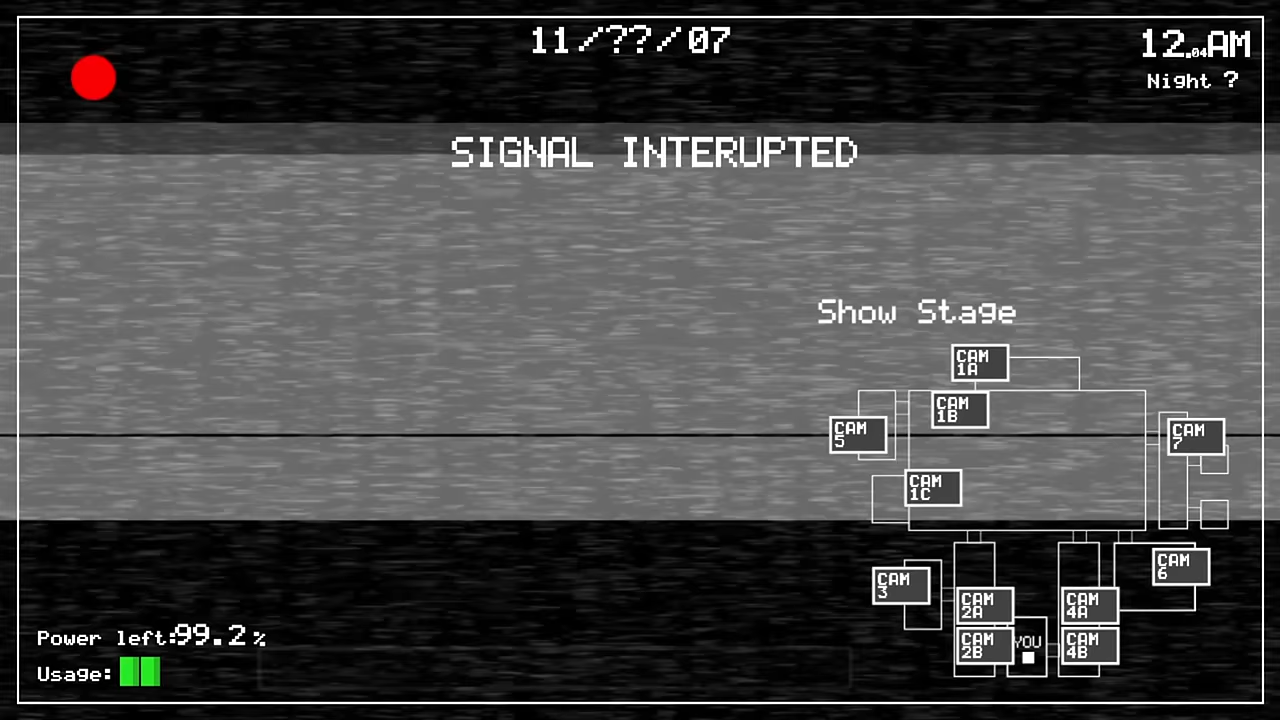 11/??/07
12.04AM
Night ?
SIGNAL INTERUPTED
Show Stage
CAM
1A
CAM
1B
CAM
5
CAM
7
CAM
1C
CAM
6
CAM
3
CAM
2A
CAM
4A
YOU
CAM
2B
CAM
4B
Power left:99.2%
Usage: